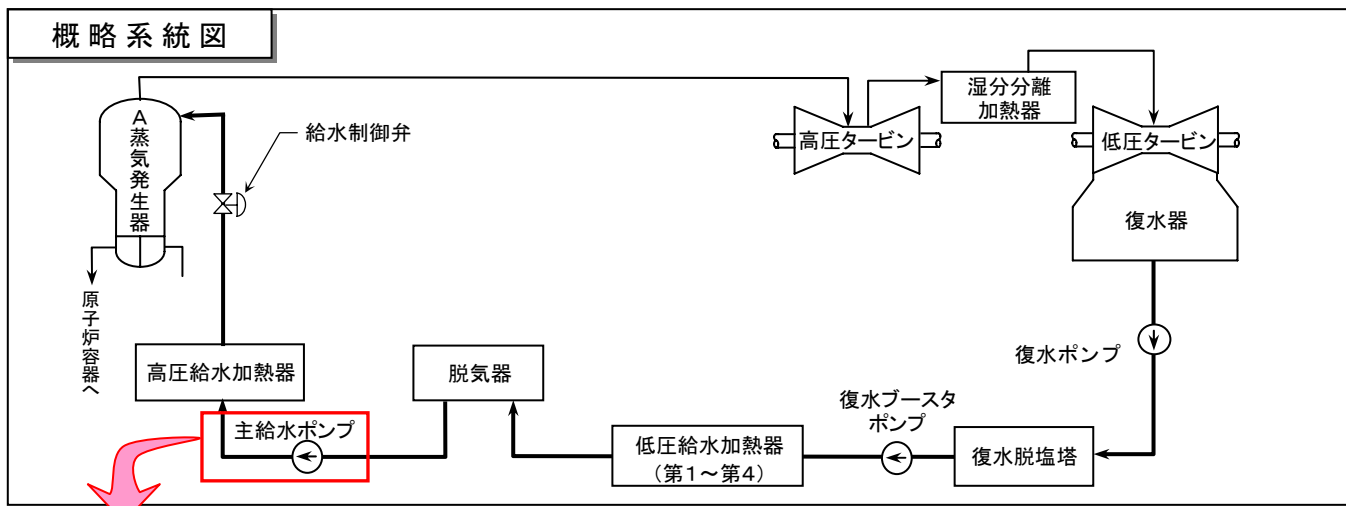 概略系統図
A蒸気発生器
給水制御弁
原子炉容器へ
高圧タービン
湿分分離
加熱器
低圧タービン
復水器
復水ポンプ
高圧給水加熱器
脱気器
主給水ポンプ
低圧給水加熱器
(第1~第4)
復水ブースタ
ポンプ
復水脱塩塔